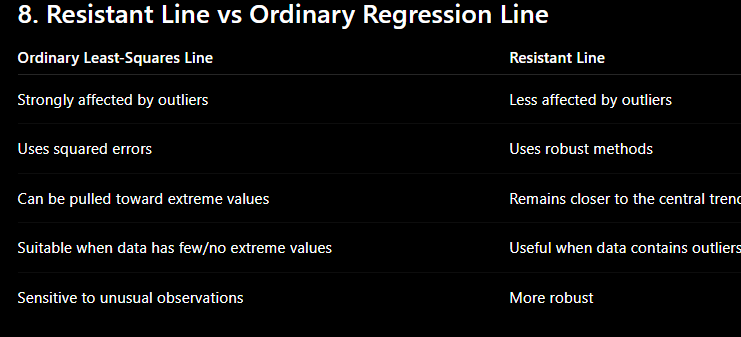 8. Resistant Line vs Ordinary Regression Line
Ordinary Least-Squares Line Resistant Line
Strongly affected by outliers Less affected by outliers
Uses squared errors Uses robust methods
Can be pulled toward extreme values Remains closer to the central trend
Suitable when data has few/no extreme values Useful when data contains outliers
Sensitive to unusual observations More robust